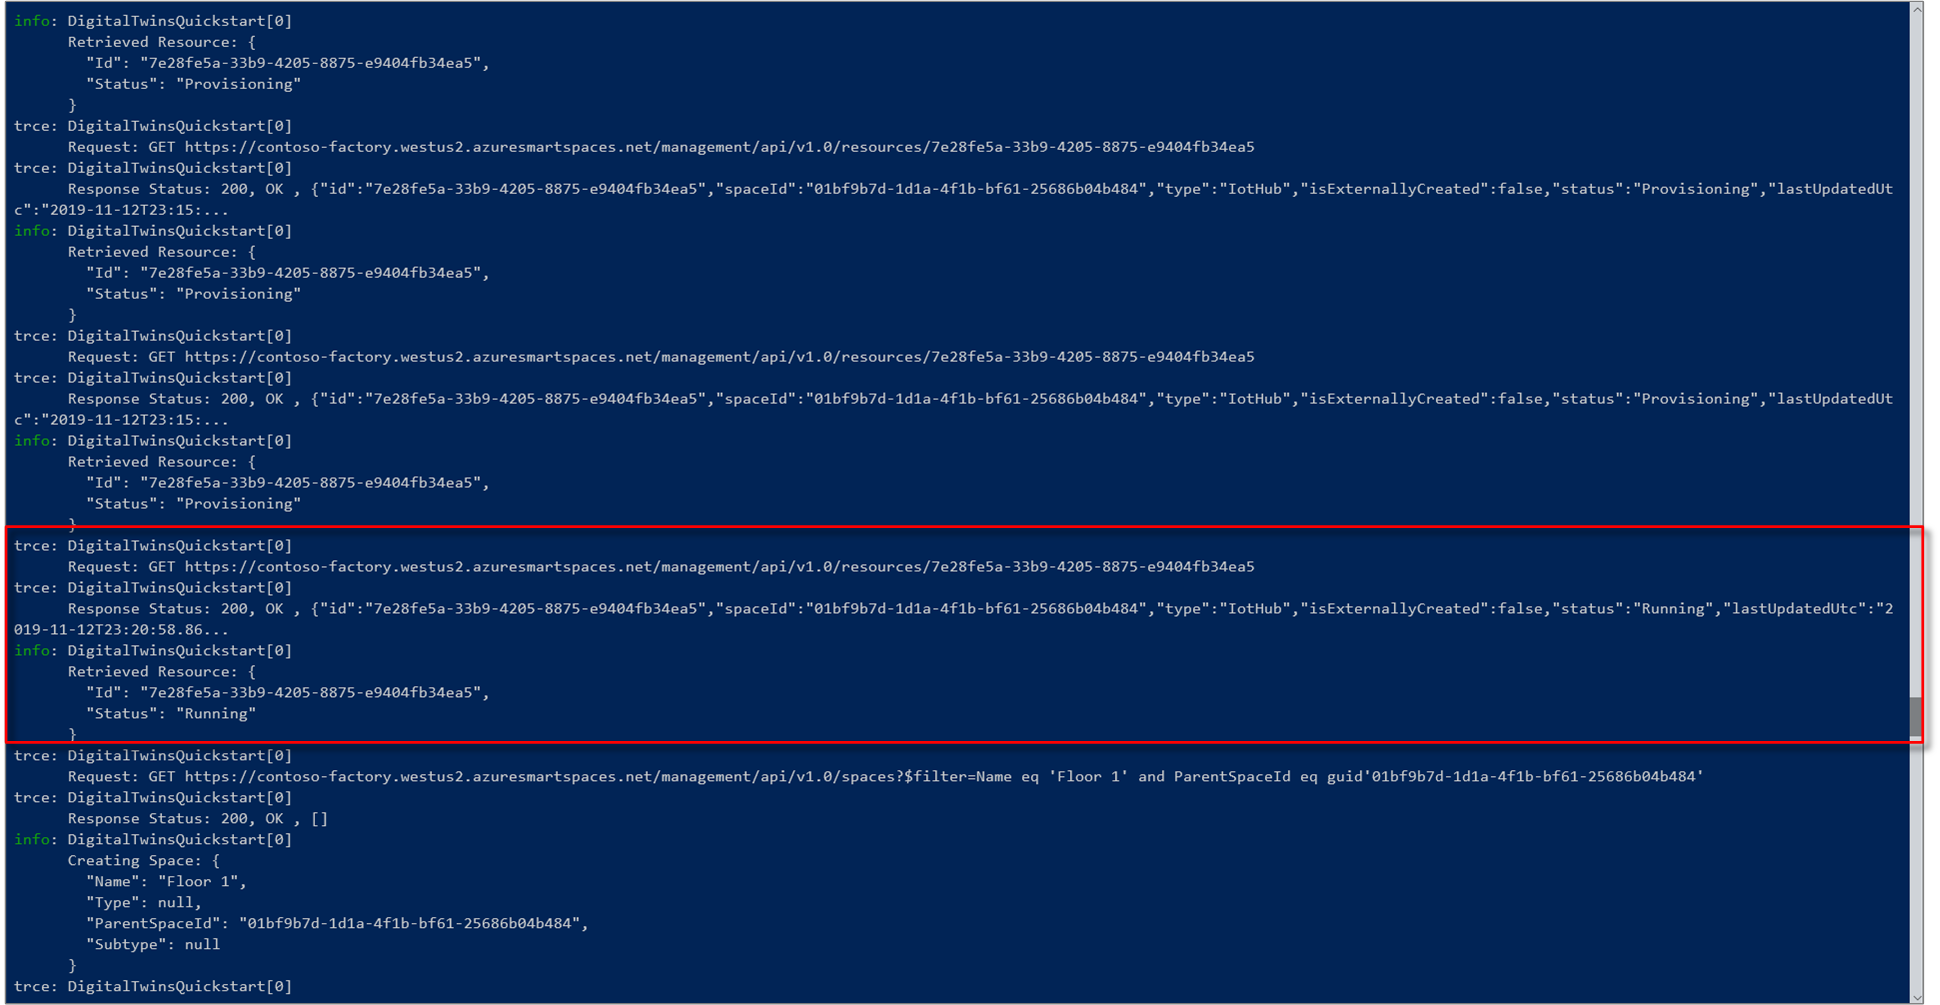 info: DigitalTwinsQuickstart[0]
      Retrieved Resource: {
        "Id": "7e28fe5a-33b9-4205-8875-e9404fb34ea5",
        "Status": "Provisioning"
      }
trce: DigitalTwinsQuickstart[0]
      Request: GET https://contoso-factory.westus2.azuresmartspaces.net/management/api/v1.0/resources/7e28fe5a-33b9-4205-8875-e9404fb34ea5
trce: DigitalTwinsQuickstart[0]
      Response Status: 200, OK , {"id":"7e28fe5a-33b9-4205-8875-e9404fb34ea5","spaceId":"01bf9b7d-1d1a-4f1b-bf61-25686b04b484","type":"IotHub","isExternallyCreated":false,"status":"Provisioning","lastUpdatedUt
c":"2019-11-12T23:15:...
info: DigitalTwinsQuickstart[0]
      Retrieved Resource: {
        "Id": "7e28fe5a-33b9-4205-8875-e9404fb34ea5",
        "Status": "Provisioning"
      }
trce: DigitalTwinsQuickstart[0]
      Request: GET https://contoso-factory.westus2.azuresmartspaces.net/management/api/v1.0/resources/7e28fe5a-33b9-4205-8875-e9404fb34ea5
trce: DigitalTwinsQuickstart[0]
      Response Status: 200, OK , {"id":"7e28fe5a-33b9-4205-8875-e9404fb34ea5","spaceId":"01bf9b7d-1d1a-4f1b-bf61-25686b04b484","type":"IotHub","isExternallyCreated":false,"status":"Provisioning","lastUpdatedUt
c":"2019-11-12T23:15:...
info: DigitalTwinsQuickstart[0]
      Retrieved Resource: {
        "Id": "7e28fe5a-33b9-4205-8875-e9404fb34ea5",
        "Status": "Provisioning"
      }
trce: DigitalTwinsQuickstart[0]
      Request: GET https://contoso-factory.westus2.azuresmartspaces.net/management/api/v1.0/resources/7e28fe5a-33b9-4205-8875-e9404fb34ea5
trce: DigitalTwinsQuickstart[0]
      Response Status: 200, OK , {"id":"7e28fe5a-33b9-4205-8875-e9404fb34ea5","spaceId":"01bf9b7d-1d1a-4f1b-bf61-25686b04b484","type":"IotHub","isExternallyCreated":false,"status":"Running","lastUpdatedUtc":"2
019-11-12T23:20:58.86...
info: DigitalTwinsQuickstart[0]
      Retrieved Resource: {
        "Id": "7e28fe5a-33b9-4205-8875-e9404fb34ea5",
        "Status": "Running"
      }
trce: DigitalTwinsQuickstart[0]
      Request: GET https://contoso-factory.westus2.azuresmartspaces.net/management/api/v1.0/spaces?$filter=Name eq 'Floor 1' and ParentSpaceId eq guid'01bf9b7d-1d1a-4f1b-bf61-25686b04b484'
trce: DigitalTwinsQuickstart[0]
      Response Status: 200, OK , []
info: DigitalTwinsQuickstart[0]
      Creating Space: {
        "Name": "Floor 1",
        "Type": null,
        "ParentSpaceId": "01bf9b7d-1d1a-4f1b-bf61-25686b04b484",
        "Subtype": null
      }
trce: DigitalTwinsQuickstart[0]